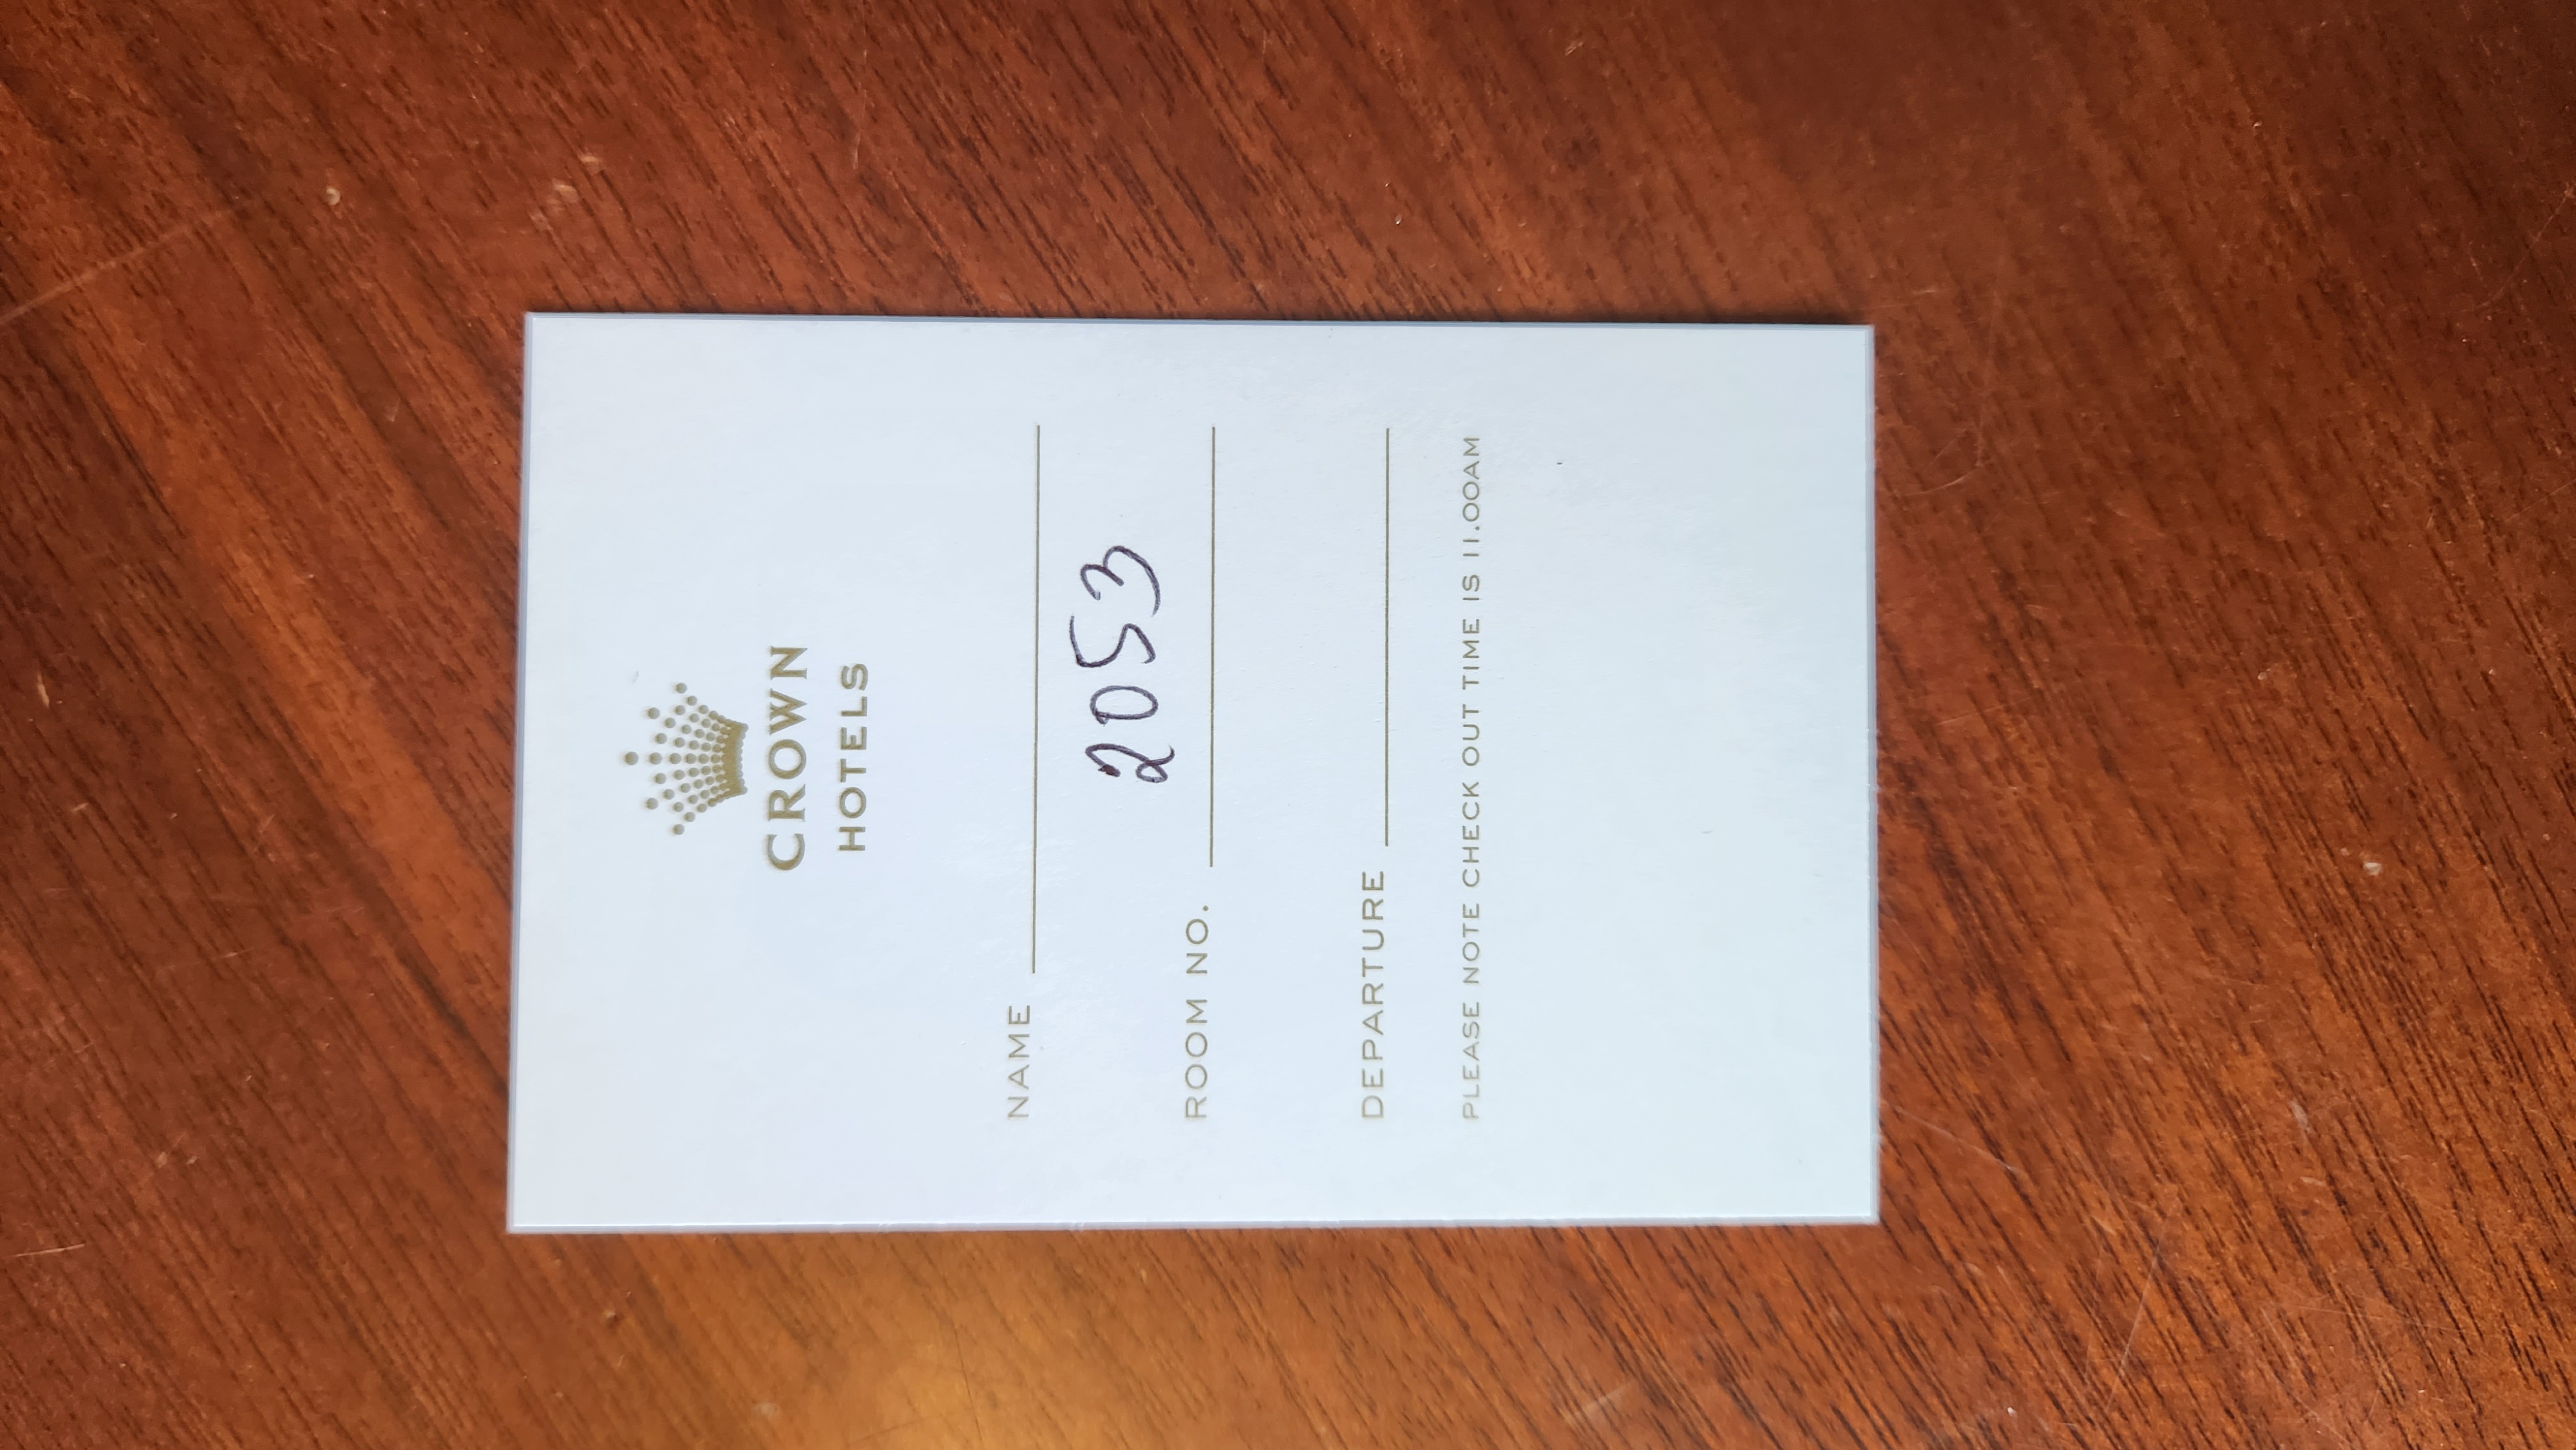 CROWN
HOTELS
NAME
ROOM NO. 2053
DEPARTURE
PLEASE NOTE CHECK OUT TIME IS 11.00AM